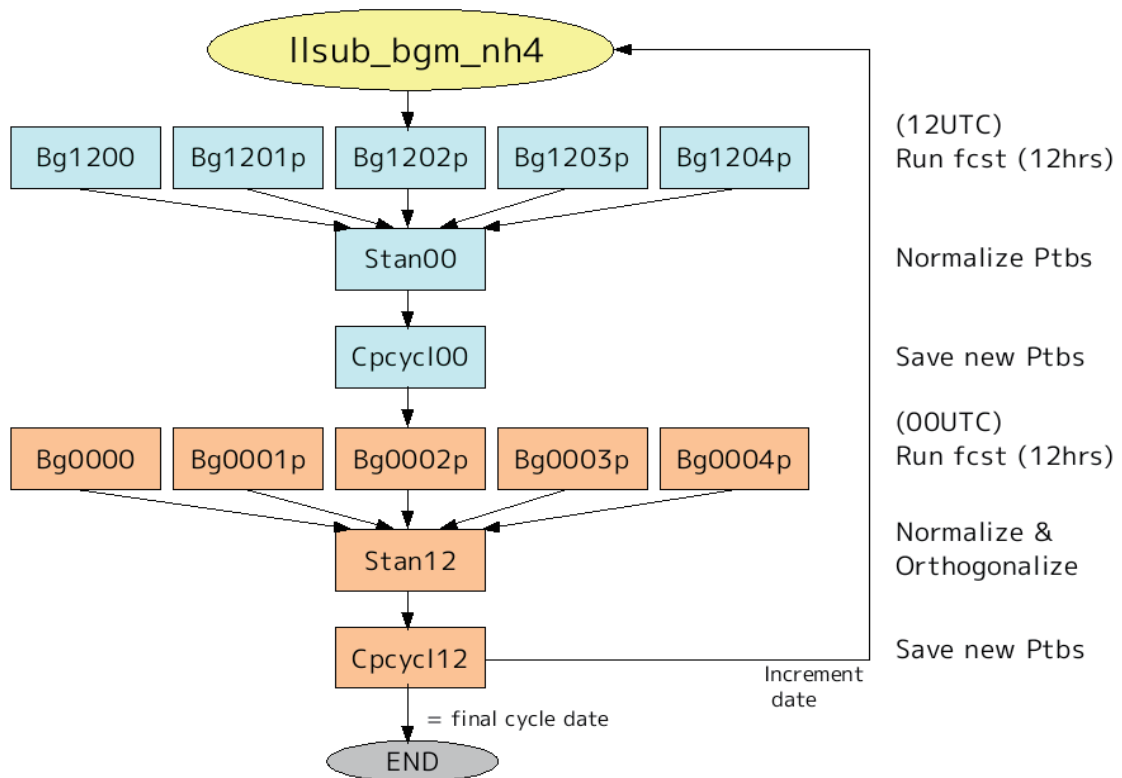 llsub_bgm_nh4
Bg1200 Bg1201p Bg1202p Bg1203p Bg1204p
(12UTC)
Run fcst (12hrs)
Stan00
Normalize Ptbs
Cpcycl00
Save new Ptbs
Bg0000 Bg0001p Bg0002p Bg0003p Bg0004p
(00UTC)
Run fcst (12hrs)
Stan12
Normalize &
Orthogonalize
Cpcycl12
Save new Ptbs
Increment
date
= final cycle date
END